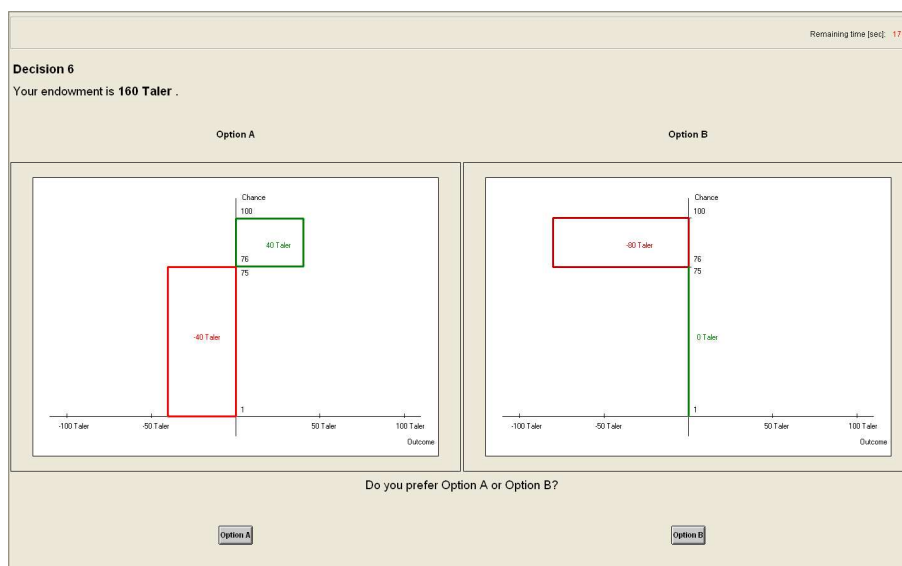 Remaining time [sec]: 17
Decision 6
Your endowment is 160 Taler .
Option A
Option B
Chance
100
40 Taler
76
75
-40 Taler
1
-100 Taler
-50 Taler
50 Taler
100 Taler
Outcome
Chance
100
-80 Taler
76
75
0 Taler
1
-100 Taler
-50 Taler
50 Taler
100 Taler
Outcome
Do you prefer Option A or Option B?
Option A
Option B